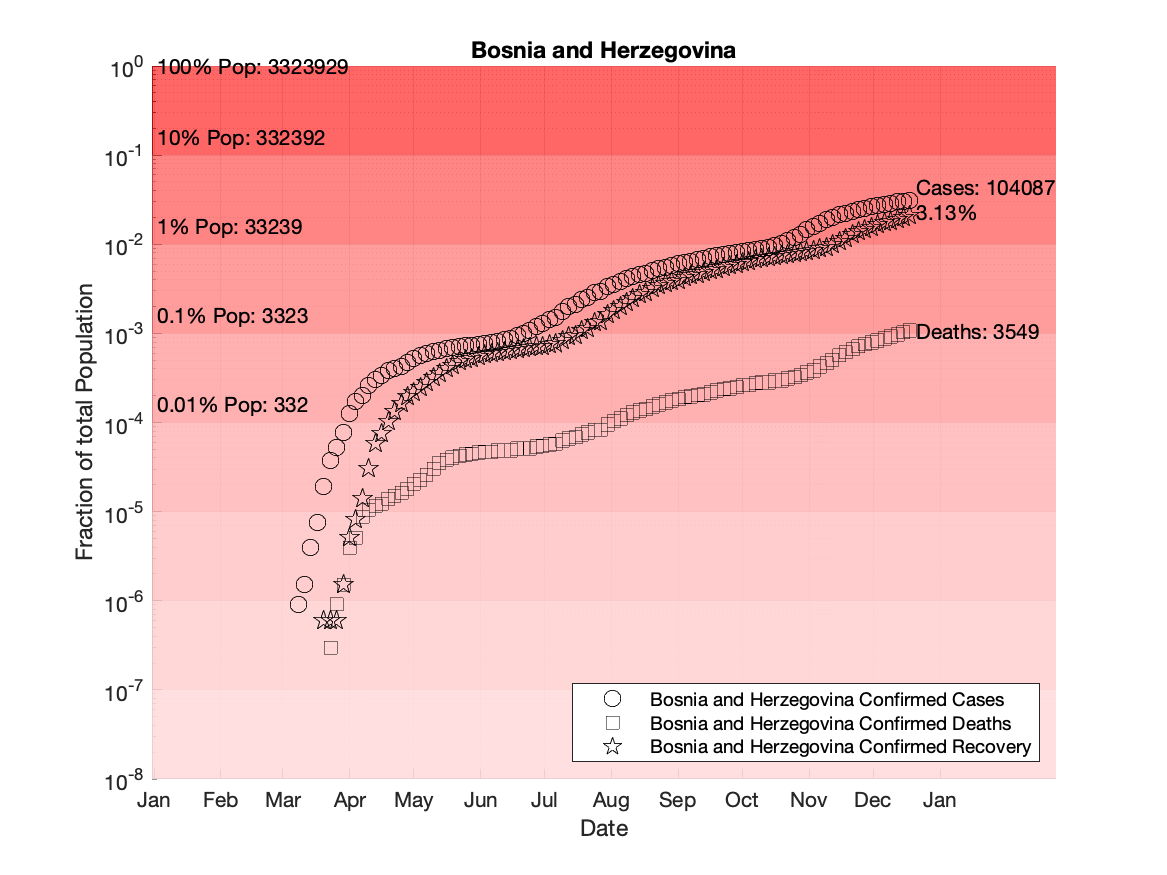 Bosnia and Herzegovina
10^0
100% Pop: 3323929
10% Pop: 332392
10^-1
Cases: 104087
3.13%
1% Pop: 33239
10^-2
0.1% Pop: 3323
10^-3
Deaths: 3549
0.01% Pop: 332
10^-4
10^-5
10^-6
10^-7
10^-8
Fraction of total Population
Bosnia and Herzegovina Confirmed Cases
Bosnia and Herzegovina Confirmed Deaths
Bosnia and Herzegovina Confirmed Recovery
Jan Feb Mar Apr May Jun Jul Aug Sep Oct Nov Dec Jan
Date